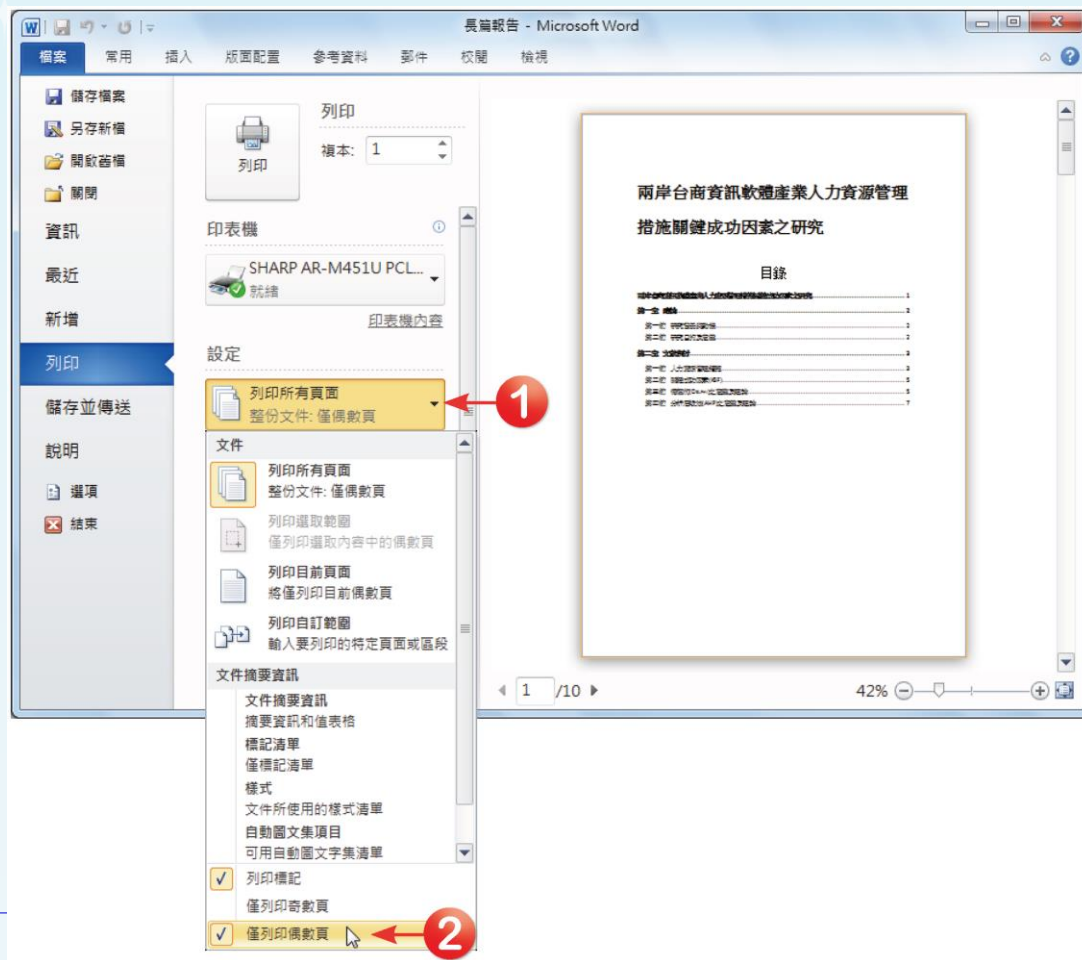 長篇報告 - Microsoft Word
檔案 常用 插入 版面配置 參考資料 郵件 校閱 檢視
儲存檔案
另存新檔
開啟舊檔
關閉
資訊
最近
新增
列印
儲存並傳送
說明
選項
結束
列印
列印
複本: 1
印表機
SHARP AR-M451U PCL...
就緒
印表機內容
設定
列印所有頁面
整份文件: 僅偶數頁
1
文件
列印所有頁面
整份文件: 僅偶數頁
列印選取範圍
僅列印選取內容中的偶數頁
列印目前頁面
將僅列印目前偶數頁
列印自訂範圍
輸入要列印的特定頁面或區段
文件摘要資訊
文件摘要資訊
摘要資訊和值表格
標記清單
僅標記清單
樣式
文件所使用的樣式清單
自動圖文集項目
可用自動圖文字集清單
列印標記
僅列印奇數頁
僅列印偶數頁
2
兩岸台商資訊軟體產業人力資源管理
措施關鍵成功因素之研究
目錄
1 /10
42%